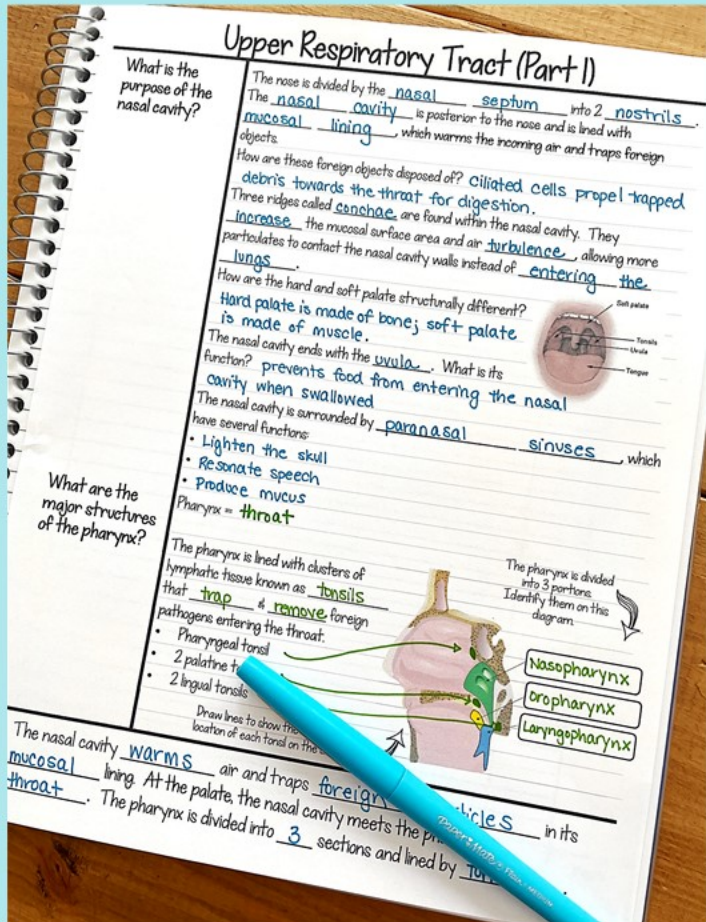 Upper Respiratory Tract (Part 1)
What is the
purpose of the
nasal cavity?
The nose is divided by the nasal septum into 2 nostrils.
The nasal cavity is posterior to the nose and is lined with
mucosal lining, which warms the incoming air and traps foreign
objects.
How are these foreign objects disposed of? Ciliated cells propel trapped
debris towards the throat for digestion.
Three ridges called conchae are found within the nasal cavity. They
increase the mucosal surface area and air turbulence, allowing more
particulates to contact the nasal cavity walls instead of entering the
lungs.
How are the hard and soft palate structurally different?
Hard palate is made of bone; soft palate
is made of muscle.
Soft palate
Tonsils
Uvula
Tongue
The nasal cavity ends with the uvula. What is its
function? prevents food from entering the nasal
cavity when swallowed
The nasal cavity is surrounded by paranasal sinuses, which
have several functions:
• Lighten the skull
• Resonate speech
• Produce mucus
What are the
major structures
of the pharynx?
Pharynx = throat
The pharynx is lined with clusters of
lymphatic tissue known as tonsils
that trap & remove foreign
pathogens entering the throat.
• Pharyngeal tonsil
• 2 palatine
• 2 lingual tonsils
Draw lines to show the
location of each tonsil on the
The pharynx is divided
into 3 portions.
Identify them on this
diagram.
Nasopharynx
Oropharynx
Laryngopharynx
The nasal cavity warms air and traps foreign in its
mucosal lining. At the palate, the nasal cavity meets the
throat. The pharynx is divided into 3 sections and lined by
Paper Mate Flair